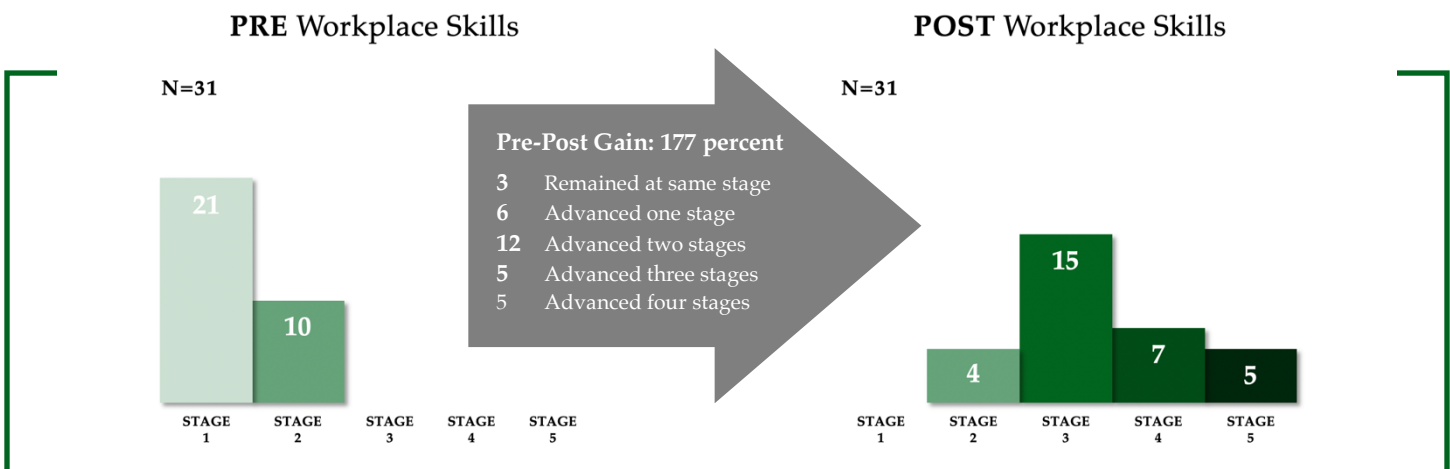 PRE Workplace Skills
N=31
21
10
STAGE 1
STAGE 2
STAGE 3
STAGE 4
STAGE 5
Pre-Post Gain: 177 percent
3 Remained at same stage
6 Advanced one stage
12 Advanced two stages
5 Advanced three stages
5 Advanced four stages
POST Workplace Skills
N=31
4
15
7
5
STAGE 1
STAGE 2
STAGE 3
STAGE 4
STAGE 5